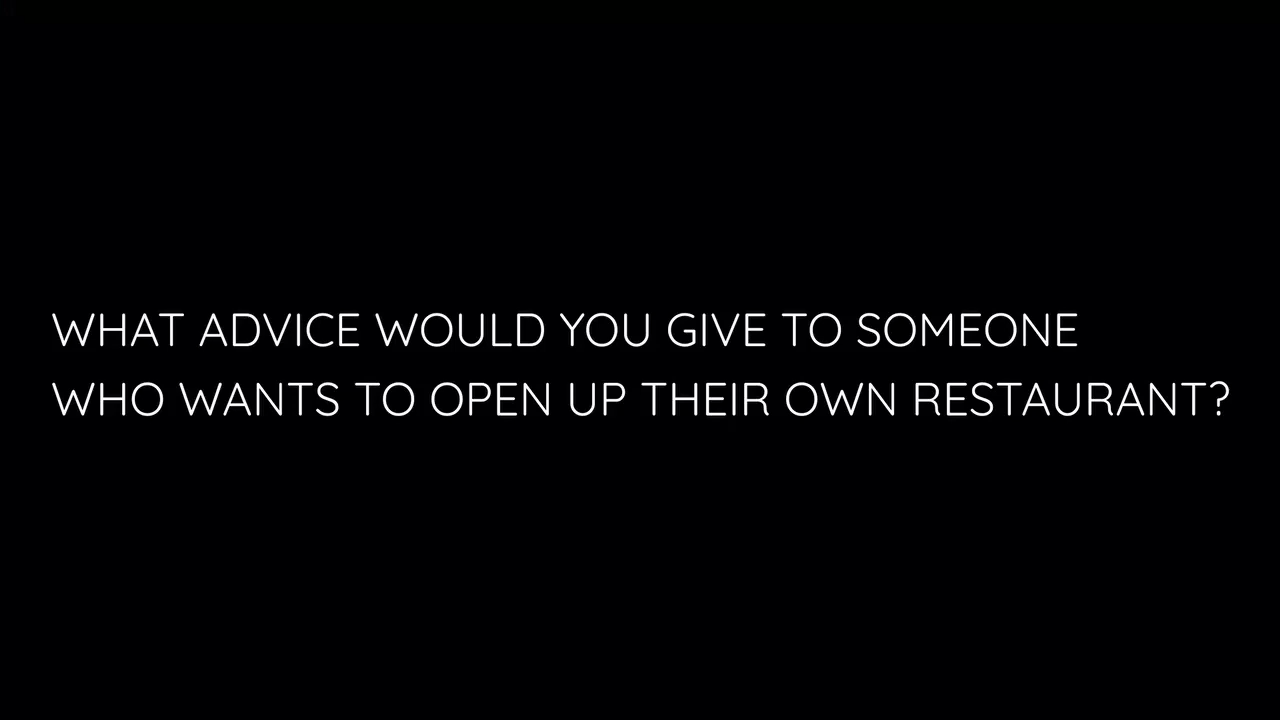 WHAT ADVICE WOULD YOU GIVE TO SOMEONE
WHO WANTS TO OPEN UP THEIR OWN RESTAURANT?